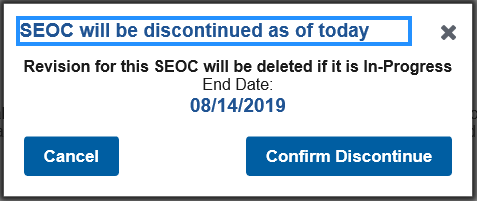 SEOC will be discontinued as of today
Revision for this SEOC will be deleted if it is In-Progress
End Date:
08/14/2019
Cancel
Confirm Discontinue